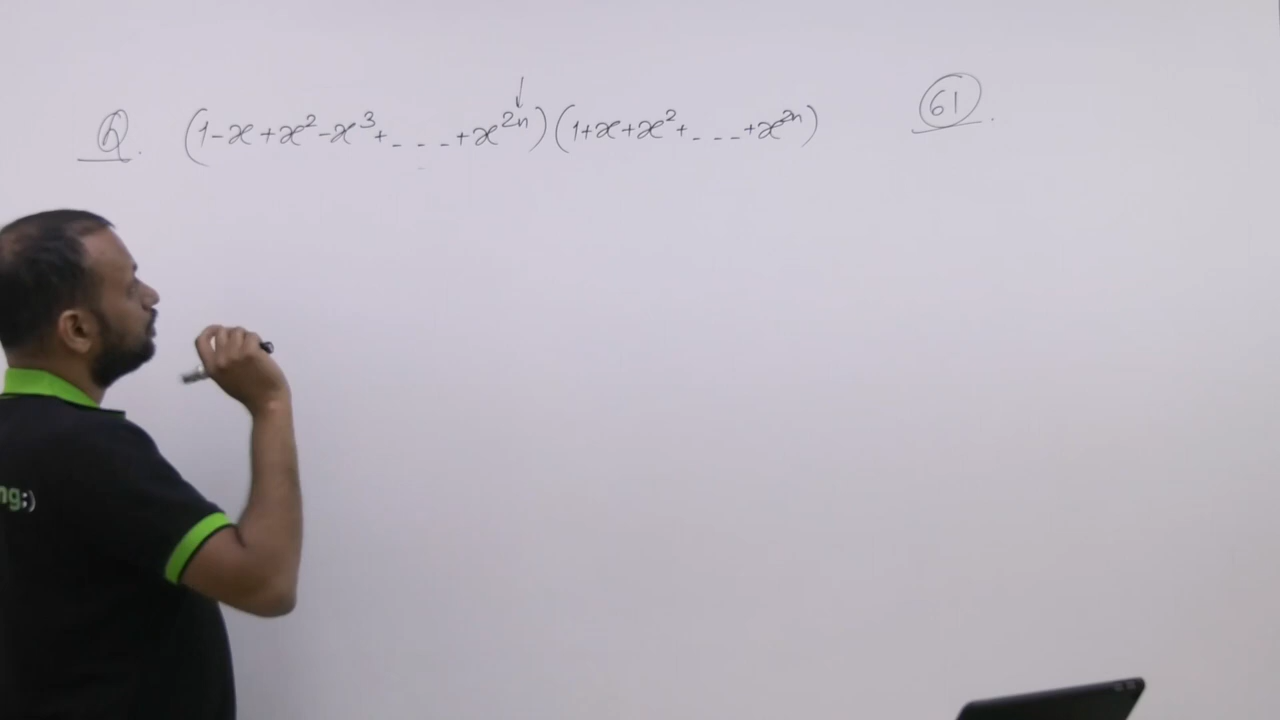 Q. (1-x+x²-x³+----+x²ⁿ)(1+x+x²+----+x²ⁿ) 61.
ng;)